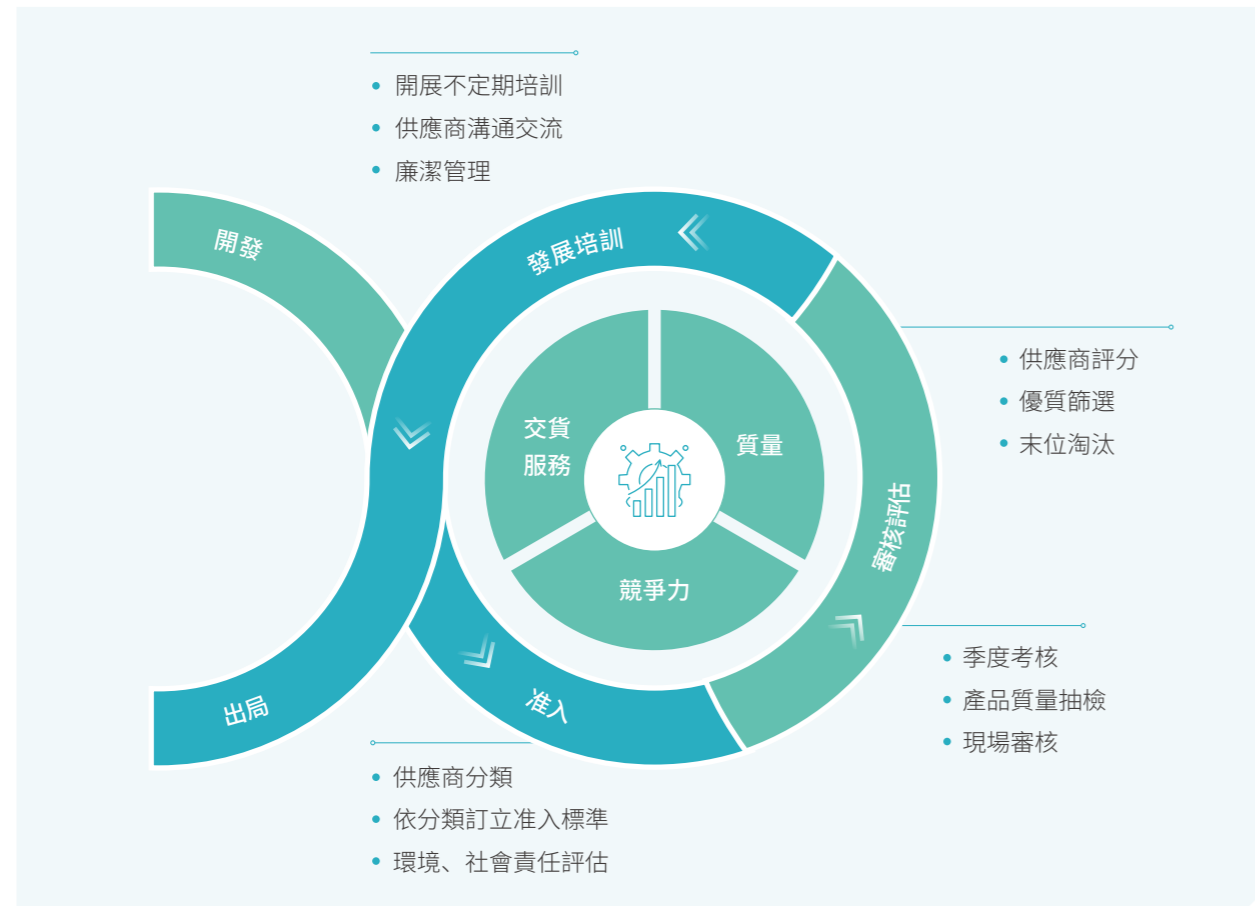 開展不定期培訓
供應商溝通交流
廉潔管理
開發
發展培訓
供應商評分
優質篩選
末位淘汰
交貨
服務
質量
競爭力
審核評估
季度考核
產品質量抽檢
現場審核
出局
准入
供應商分類
依分類訂立准入標準
環境、社會責任評估